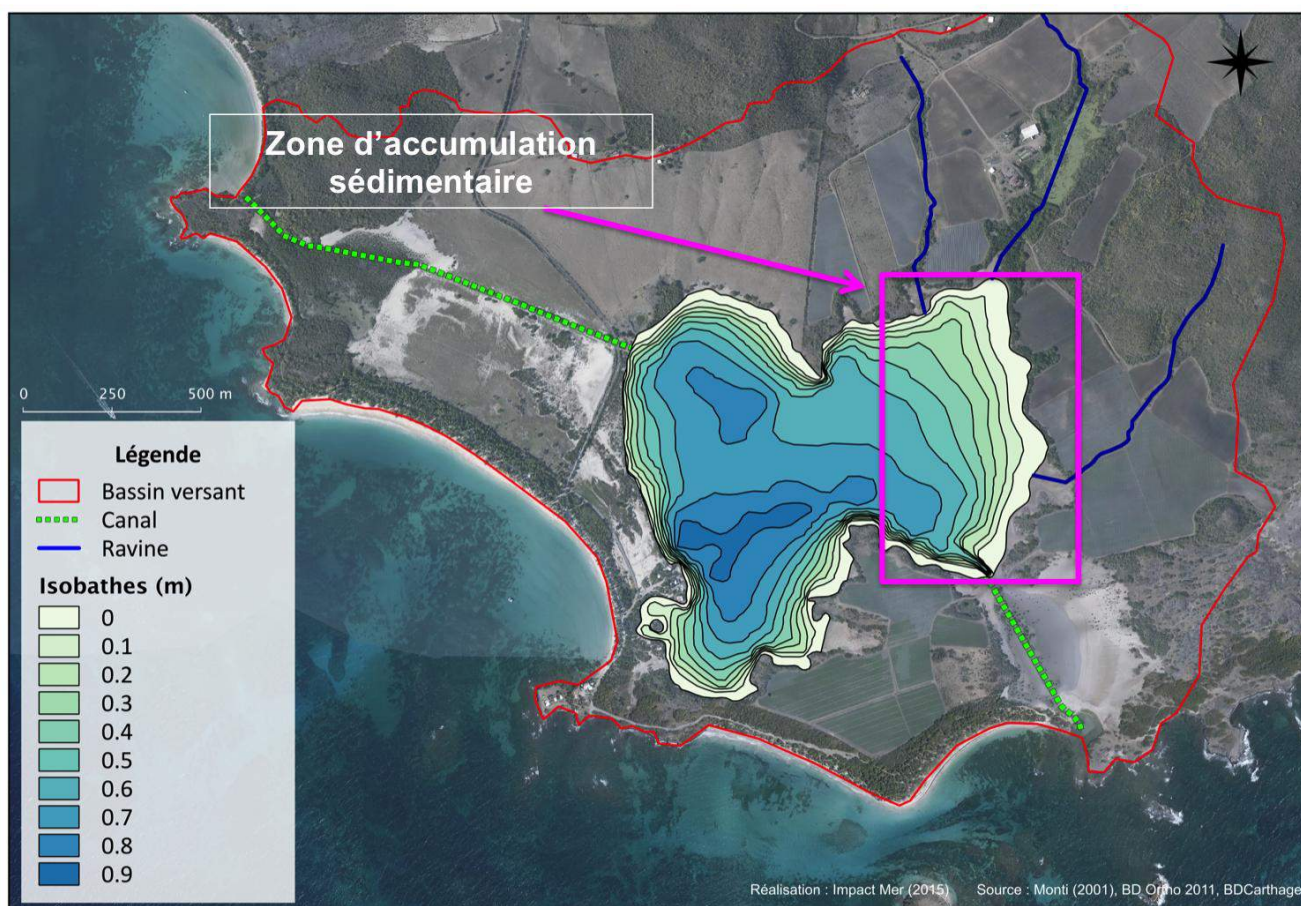 Zone d’accumulation
sédimentaire
0 250 500 m
Légende
Bassin versant
Canal
Ravine
Isobathes (m)
0
0.1
0.2
0.3
0.4
0.5
0.6
0.7
0.8
0.9
Réalisation : Impact Mer (2015) Source : Monti (2001), BD Ortho 2011, BDCarthage